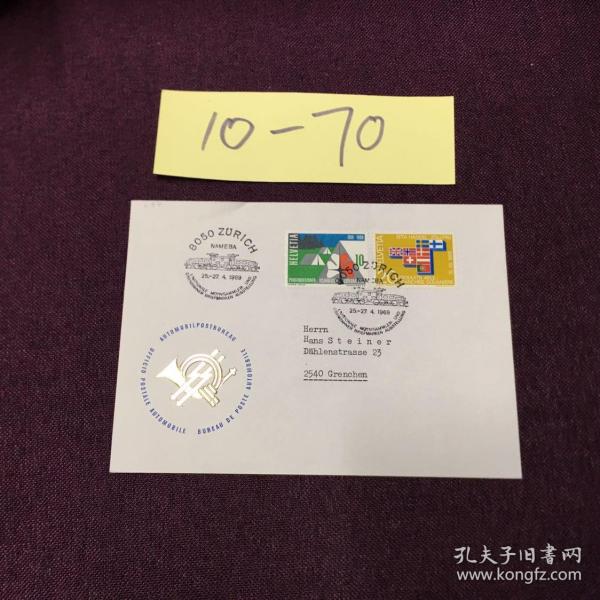 10-70
8050 ZÜRICH
NAMEBA
25.-27. 4. 1969
HELVETIA
10
HELVETIA
8050 ZÜRICH
NAMEBA
25.-27. 4. 1969
AUTOMOBILPOSTBUREAU
UFFICIO POSTALE AUTOMOBILE
BUREAU DE POSTE AUTOMOBILE
Herrn
Hans Steiner
Dählenstrasse 23
2540 Grenchen
孔夫子旧书网
www.kongfz.com